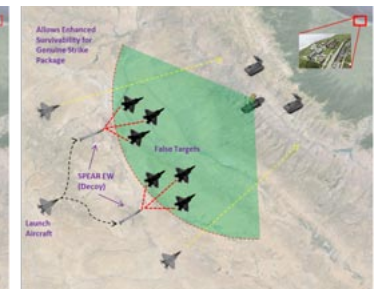 Allows Enhanced
Survivability for
Genuine Strike
Package
False Targets
SPEAR EW
(Decoy)
Launch
Aircraft